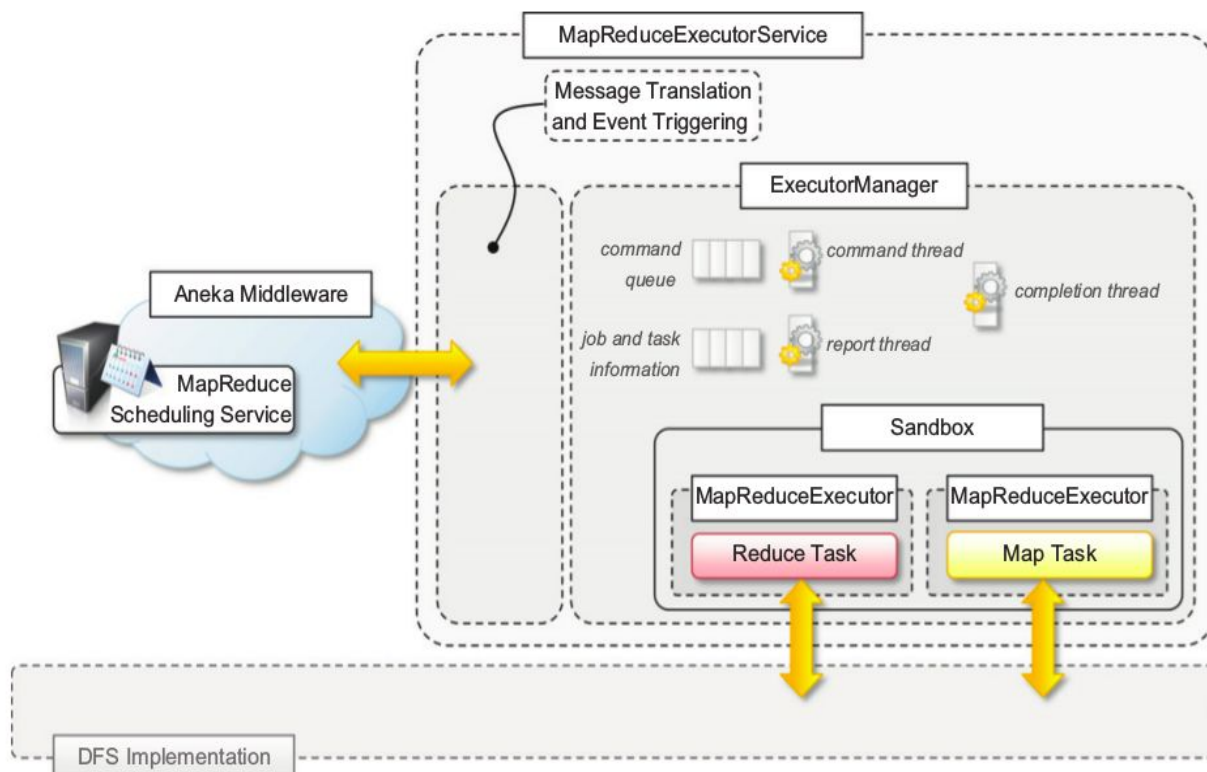 MapReduceExecutorService
Message Translation
and Event Triggering
ExecutorManager
command
queue
command thread
completion thread
job and task
information
report thread
Aneka Middleware
MapReduce
Scheduling Service
Sandbox
MapReduceExecutor
Reduce Task
MapReduceExecutor
Map Task
DFS Implementation